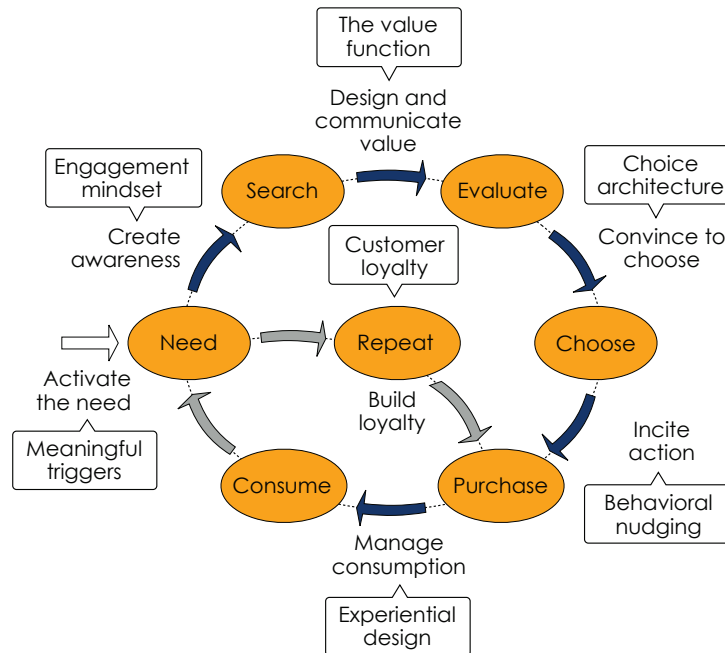 The value
function
Design and
communicate
value
Engagement
mindset
Search
Evaluate
Choice
architecture
Create
awareness
Customer
loyalty
Convince to
choose
Need
Repeat
Choose
Activate
the need
Build
loyalty
Meaningful
triggers
Incite
action
Consume
Purchase
Behavioral
nudging
Manage
consumption
Experiential
design